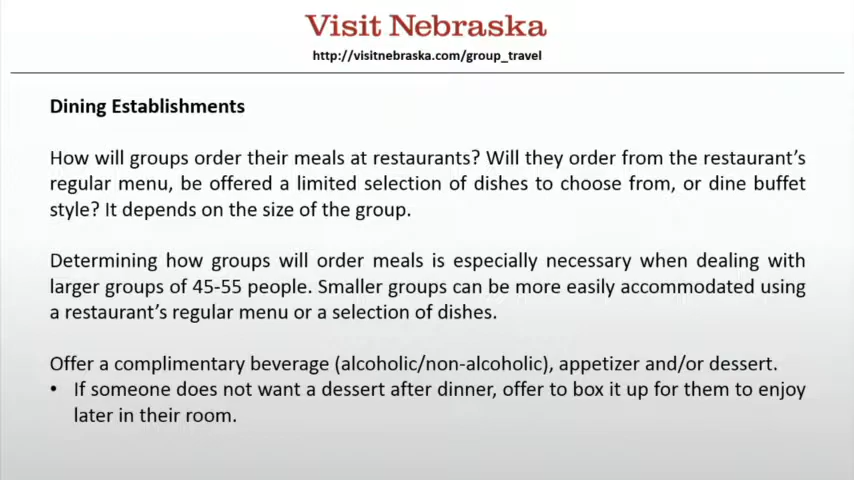 Visit Nebraska
http://visitnebraska.com/group_travel
Dining Establishments
How will groups order their meals at restaurants? Will they order from the restaurant's
regular menu, be offered a limited selection of dishes to choose from, or dine buffet
style? It depends on the size of the group.
Determining how groups will order meals is especially necessary when dealing with
larger groups of 45-55 people. Smaller groups can be more easily accommodated using
a restaurant's regular menu or a selection of dishes.
Offer a complimentary beverage (alcoholic/non-alcoholic), appetizer and/or dessert.
• If someone does not want a dessert after dinner, offer to box it up for them to enjoy
later in their room.